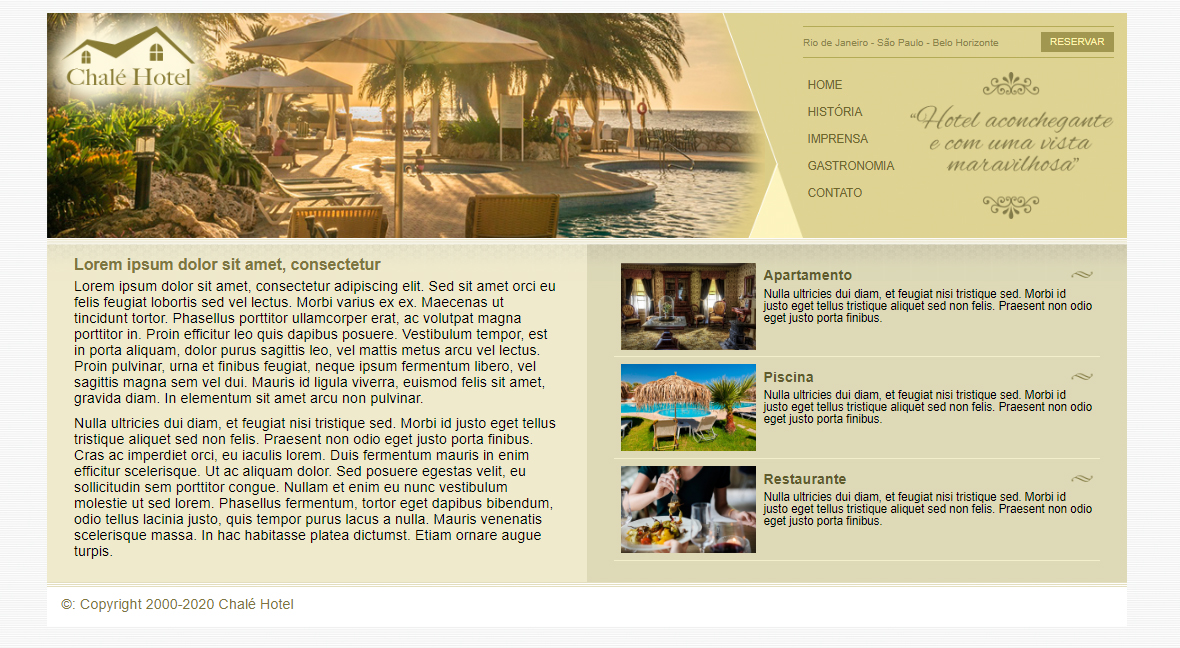 Chalé Hotel
Rio de Janeiro - São Paulo - Belo Horizonte
RESERVAR
HOME
HISTÓRIA
IMPRENSA
GASTRONOMIA
CONTATO
“Hotel aconchegante
e com uma vista
maravilhosa”
Lorem ipsum dolor sit amet, consectetur
Lorem ipsum dolor sit amet, consectetur adipiscing elit. Sed sit amet orci eu
felis feugiat lobortis sed vel lectus. Morbi varius ex ex. Maecenas ut
tincidunt tortor. Phasellus porttitor ullamcorper erat, ac volutpat magna
porttitor in. Proin efficitur leo quis dapibus posuere. Vestibulum tempor, est
in porta aliquam, dolor purus sagittis leo, vel mattis metus arcu vel lectus.
Proin pulvinar, urna et finibus feugiat, neque ipsum fermentum libero, vel
sagittis magna sem vel dui. Mauris id ligula viverra, euismod felis sit amet,
gravida diam. In elementum sit amet arcu non pulvinar.
Nulla ultricies dui diam, et feugiat nisi tristique sed. Morbi id justo eget tellus
tristique aliquet sed non felis. Praesent non odio eget justo porta finibus.
Cras ac imperdiet orci, eu iaculis lorem. Duis fermentum mauris in enim
efficitur scelerisque. Ut ac aliquam dolor. Sed posuere egestas velit, eu
sollicitudin sem porttitor congue. Nullam et enim eu nunc vestibulum
molestie ut sed lorem. Phasellus fermentum, tortor eget dapibus bibendum,
odio tellus lacinia justo, quis tempor purus lacus a nulla. Mauris venenatis
scelerisque massa. In hac habitasse platea dictumst. Etiam ornare augue
turpis.
Apartamento
Nulla ultricies dui diam, et feugiat nisi tristique sed. Morbi id
justo eget tellus tristique aliquet sed non felis. Praesent non odio
eget justo porta finibus.
Piscina
Nulla ultricies dui diam, et feugiat nisi tristique sed. Morbi id
justo eget tellus tristique aliquet sed non felis. Praesent non odio
eget justo porta finibus.
Restaurante
Nulla ultricies dui diam, et feugiat nisi tristique sed. Morbi id
justo eget tellus tristique aliquet sed non felis. Praesent non odio
eget justo porta finibus.
©: Copyright 2000-2020 Chalé Hotel